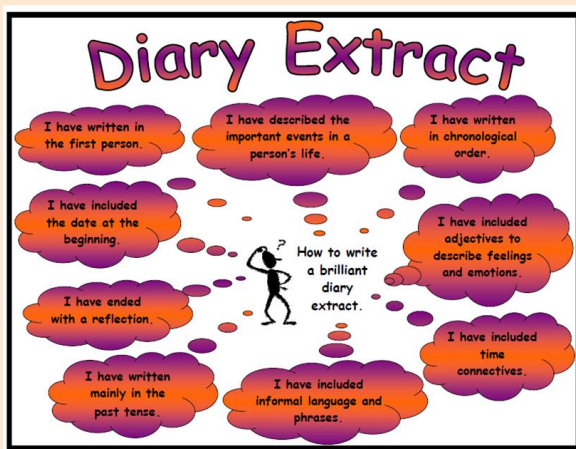 Diary Extract
I have written in
the first person.
I have described the
important events in a
person's life.
I have written
in chronological
order.
I have included
the date at the
beginning.
?
How to write
a brilliant
diary
extract.
I have included
adjectives to
describe feelings
and emotions.
I have ended
with a reflection.
I have included
time
connectives.
I have written
mainly in the
past tense.
I have included
informal language and
phrases.